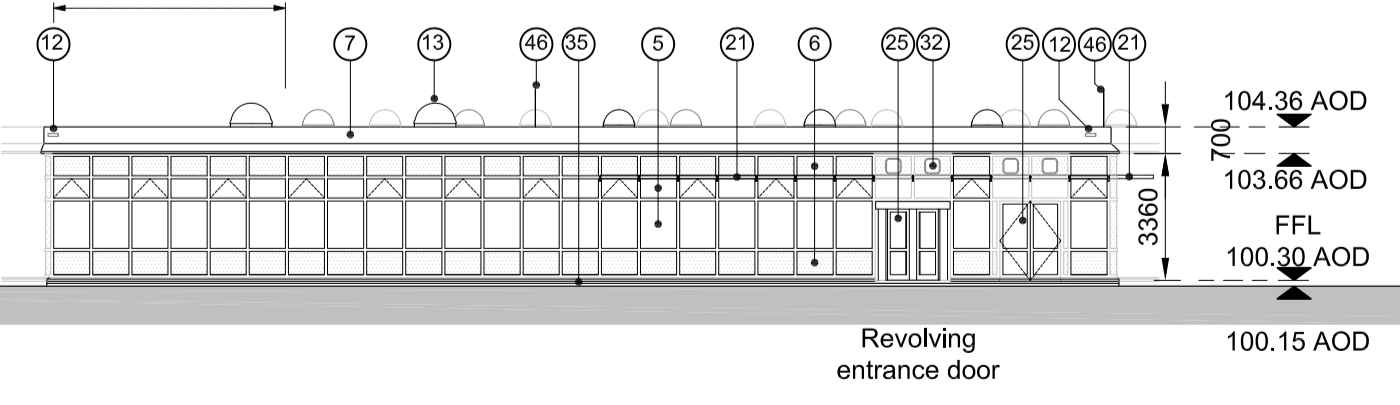 12 7 13 46 35 5 21 6 25 32 25 12 46 21
104.36 AOD
700
103.66 AOD
3360
FFL
100.30 AOD
100.15 AOD
Revolving
entrance door